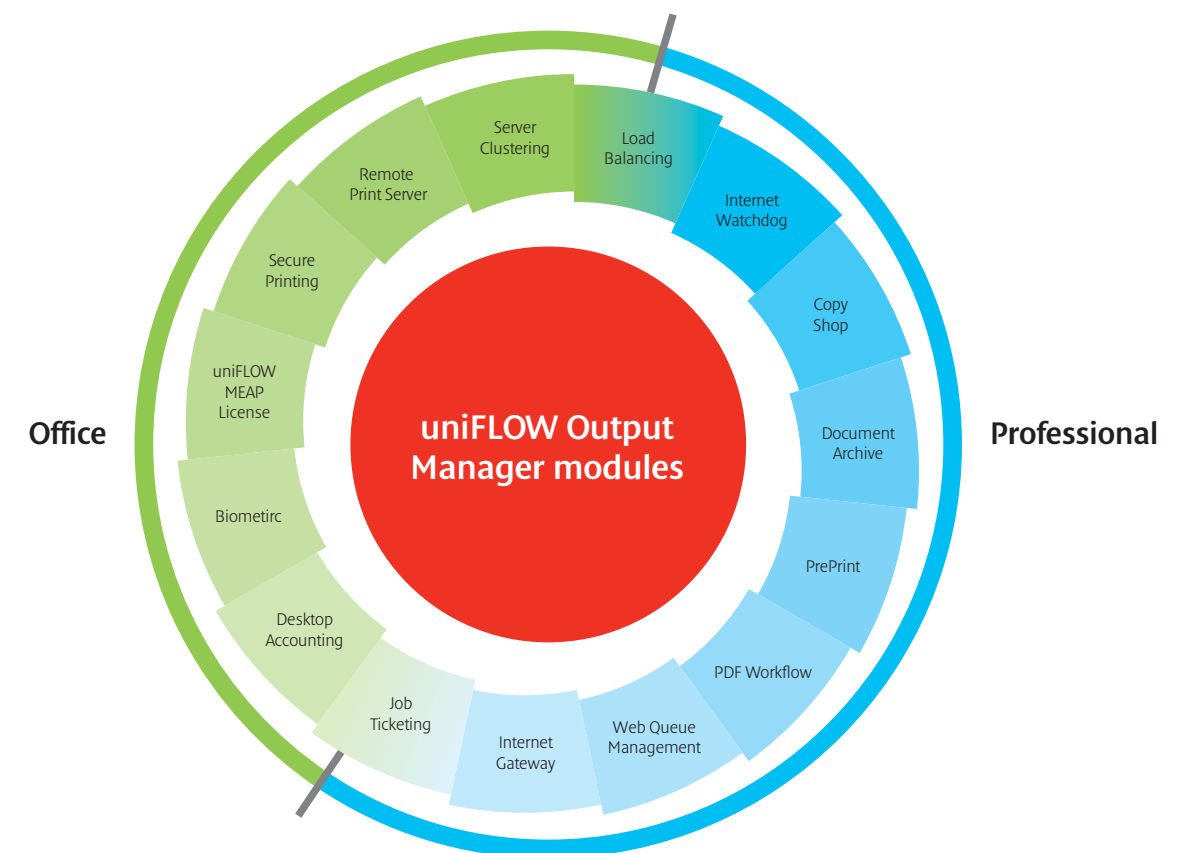 Server
Clustering
Load
Balancing
Internet
Watchdog
Copy
Shop
Document
Archive
PrePrint
PDF Workflow
Web Queue
Management
Internet
Gateway
Job
Ticketing
Desktop
Accounting
Biometirc
uniFLOW
MEAP
License
Secure
Printing
Remote
Print Server
uniFLOW Output
Manager modules
Office
Professional